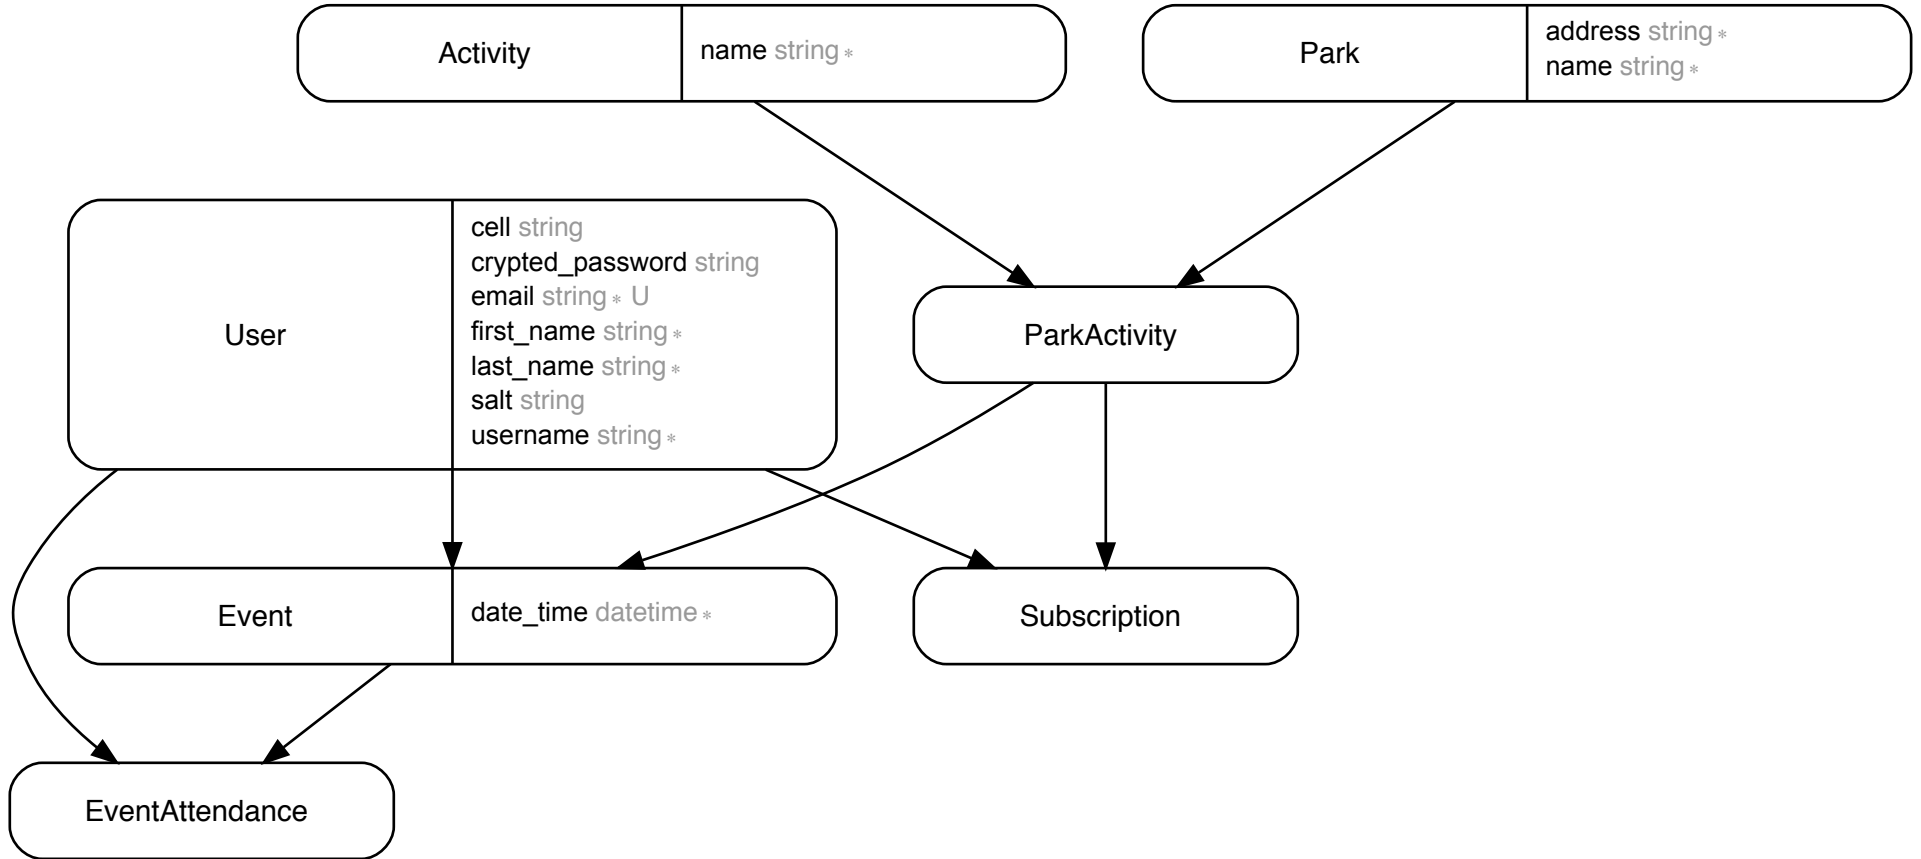 Activity
name string *
Park
address string *
name string *
User
cell string
crypted_password string
email string * U
first_name string *
last_name string *
salt string
username string *
ParkActivity
Event
date_time datetime *
Subscription
EventAttendance